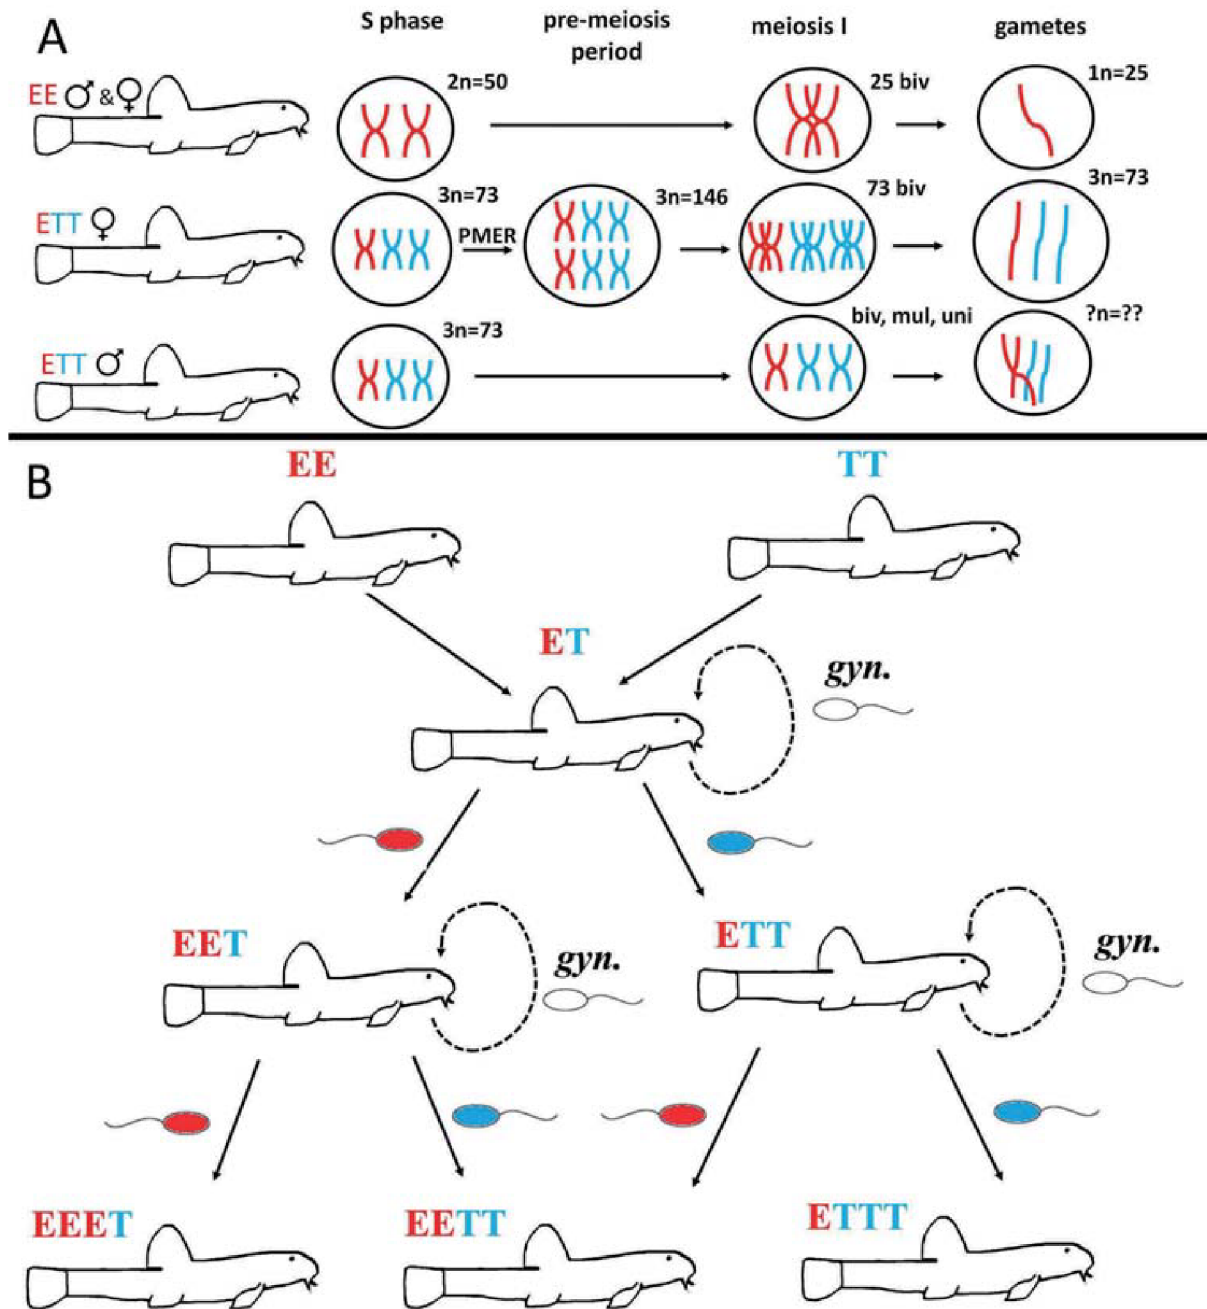 A
S phase
pre-meiosis
period
meiosis I
gametes
EE ♂ & ♀
2n=50
25 biv
1n=25
ETT ♀
3n=73
PMER
3n=146
73 biv
3n=73
ETT ♂
3n=73
biv, mul, uni
?n=??
B
EE
TT
ET
gyn.
EET
gyn.
ETT
gyn.
EEET
EETT
ETTT